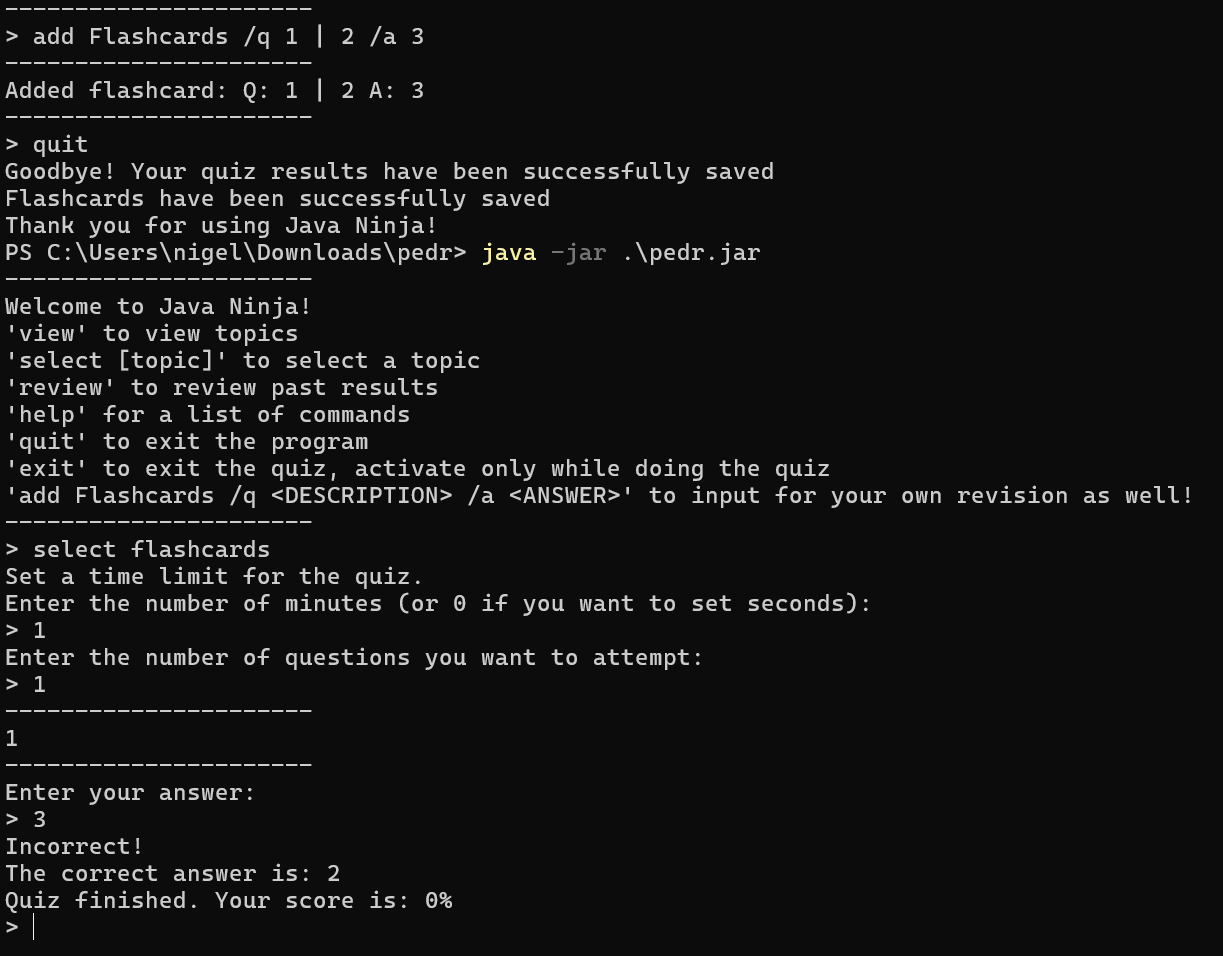 ----------------------
> add Flashcards /q 1 | 2 /a 3
----------------------
Added flashcard: Q: 1 | 2 A: 3
----------------------
> quit
Goodbye! Your quiz results have been successfully saved
Flashcards have been successfully saved
Thank you for using Java Ninja!
PS C:\Users\nigel\Downloads\pedr> java -jar .\pedr.jar
----------------------
Welcome to Java Ninja!
'view' to view topics
'select [topic]' to select a topic
'review' to review past results
'help' for a list of commands
'quit' to exit the program
'exit' to exit the quiz, activate only while doing the quiz
'add Flashcards /q <DESCRIPTION> /a <ANSWER>' to input for your own revision as well!
----------------------
> select flashcards
Set a time limit for the quiz.
Enter the number of minutes (or 0 if you want to set seconds):
> 1
Enter the number of questions you want to attempt:
> 1
----------------------
1
----------------------
Enter your answer:
> 3
Incorrect!
The correct answer is: 2
Quiz finished. Your score is: 0%
>